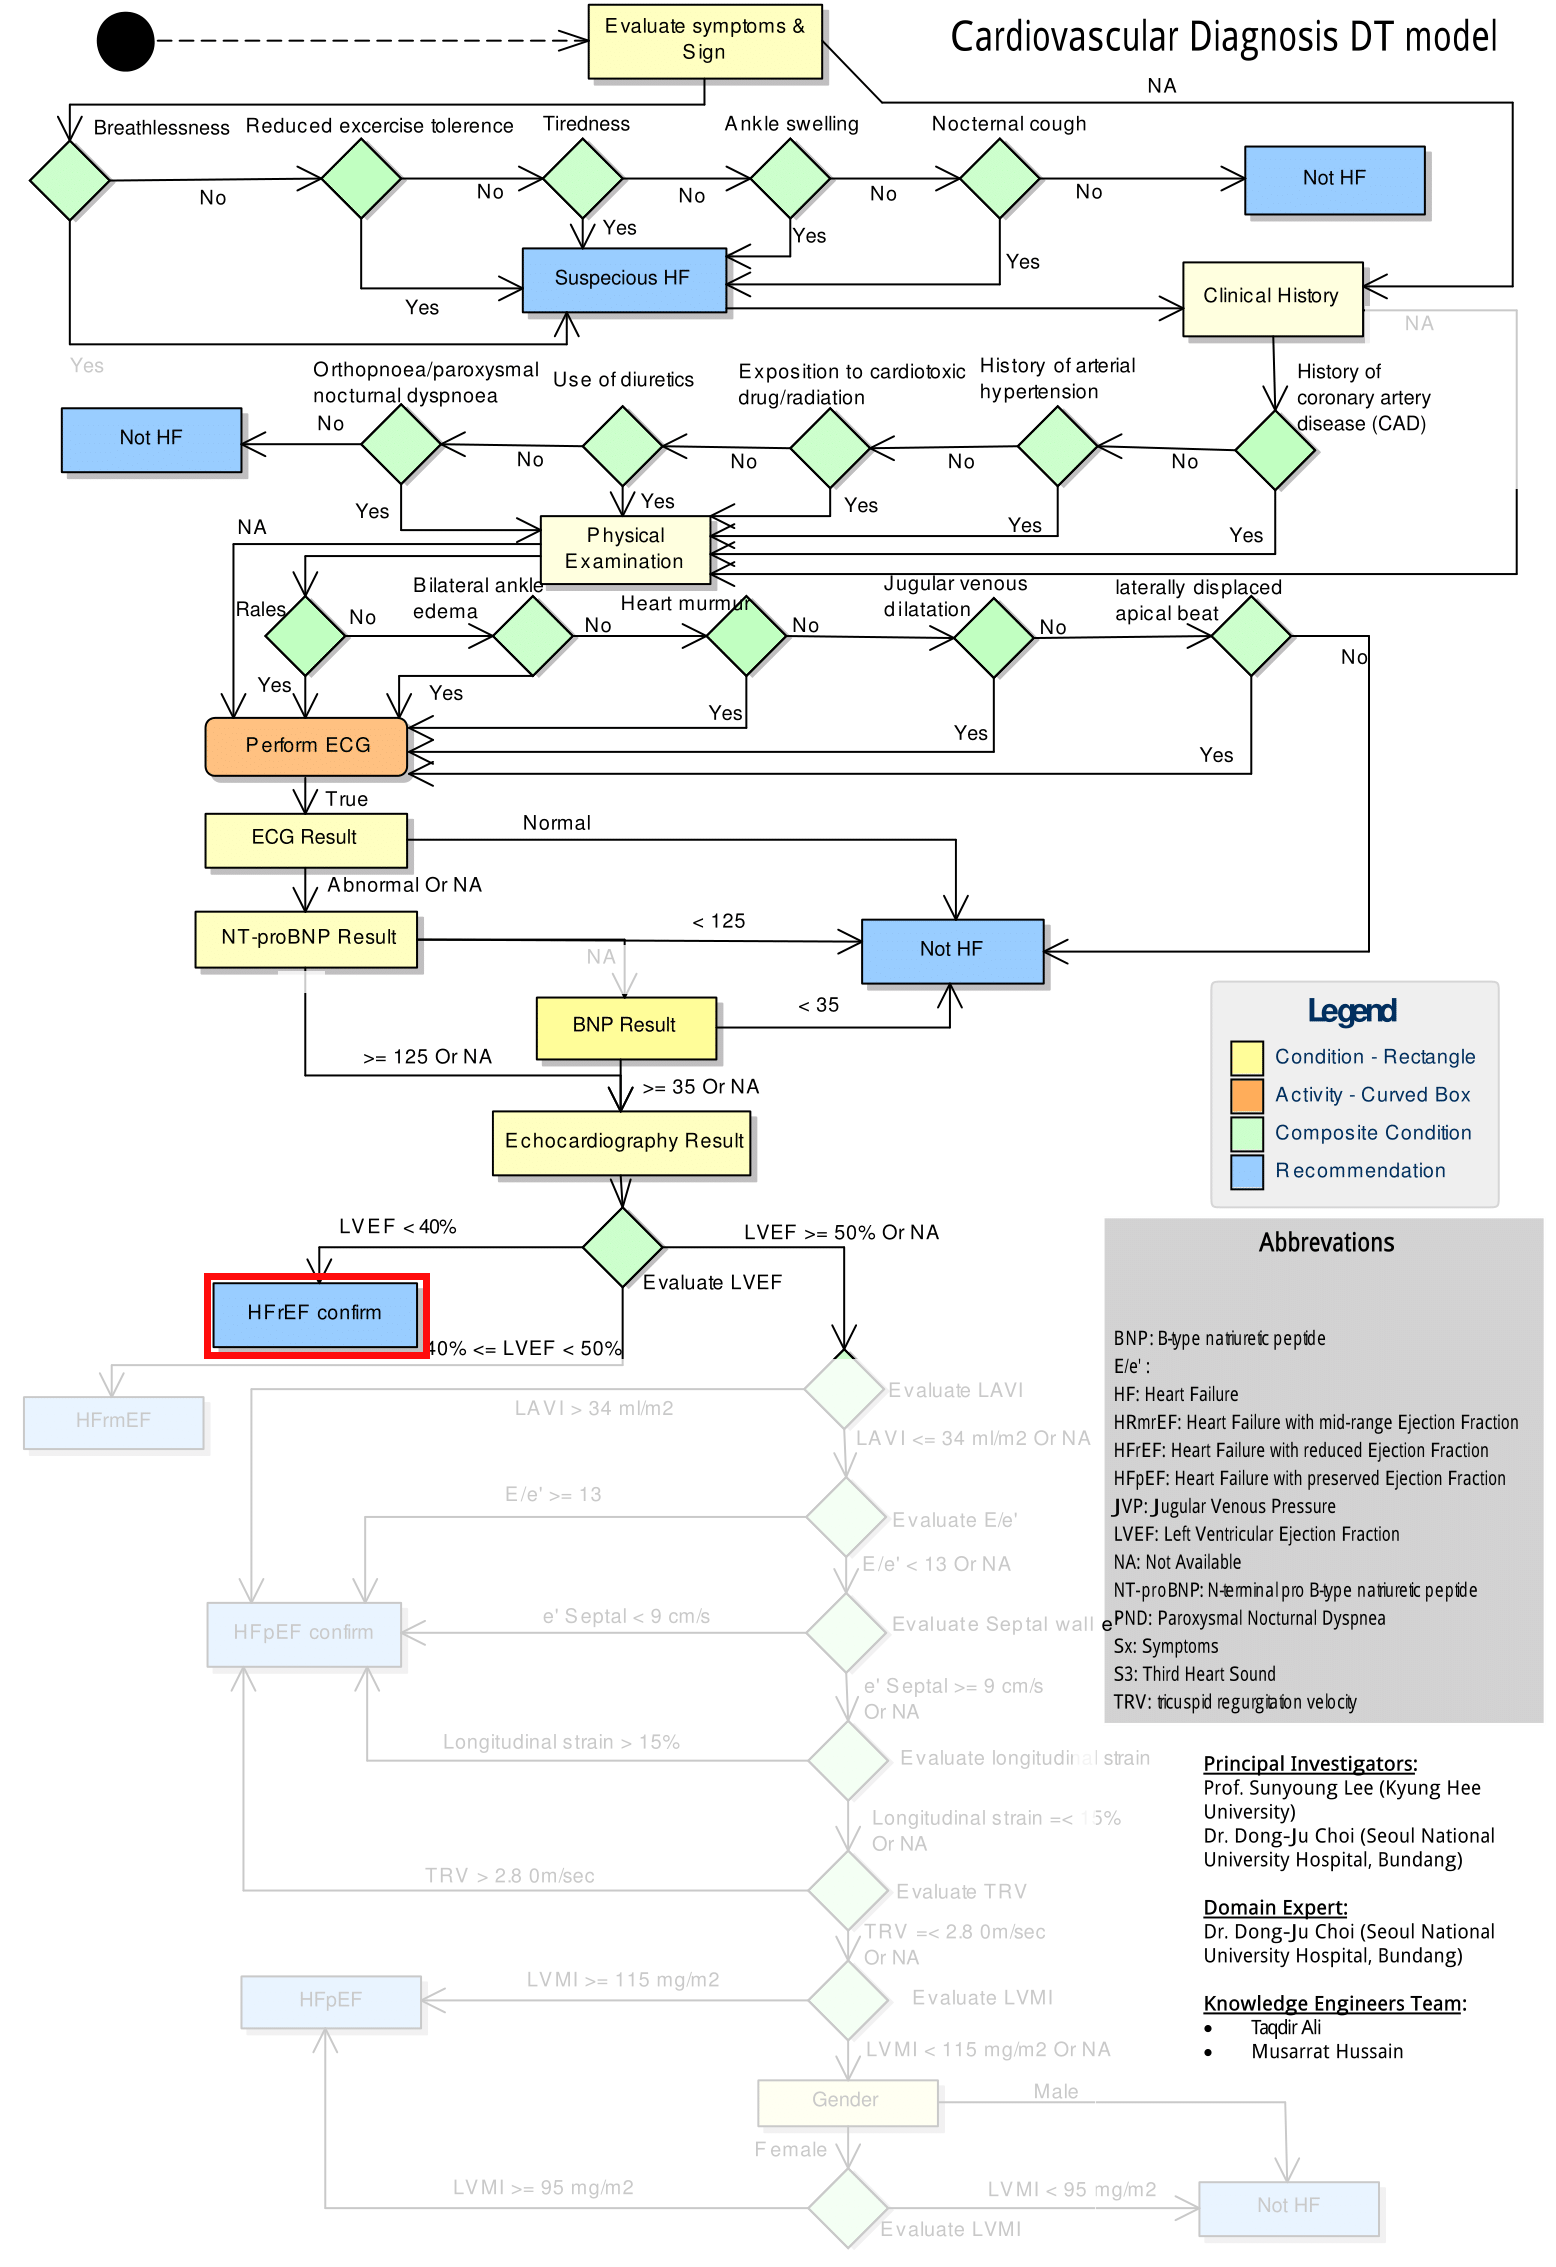 Cardiovascular Diagnosis DT model
Evaluate symptoms &
Sign
NA
Breathlessness
Reduced excercise tolerence
Tiredness
Ankle swelling
Nocternal cough
No
No
No
No
No
Not HF
Yes
Yes
Yes
Yes
Yes
Suspecious HF
Clinical History
NA
History of
coronary artery
disease (CAD)
History of arterial
hypertension
Exposition to cardiotoxic
drug/radiation
Use of diuretics
Orthopnoea/paroxysmal
nocturnal dyspnoea
No
No
No
No
No
Not HF
Yes
Yes
Yes
Yes
Yes
NA
Physical
Examination
Rales
Bilateral ankle
edema
Heart murmur
Jugular venous
dilatation
laterally displaced
apical beat
No
No
No
No
No
Yes
Yes
Yes
Yes
Yes
Perform ECG
True
ECG Result
Normal
Abnormal Or NA
NT-proBNP Result
< 125
NA
Not HF
BNP Result
< 35
>= 125 Or NA
>= 35 Or NA
Echocardiography Result
LVEF < 40%
LVEF >= 50% Or NA
Evaluate LVEF
HFrEF confirm
40% <= LVEF < 50%
HFrmEF
Evaluate LAVI
LAVI > 34 ml/m2
LAVI <= 34 ml/m2 Or NA
E/e' >= 13
Evaluate E/e'
E/e' < 13 Or NA
e' Septal < 9 cm/s
Evaluate Septal wall e'
HFpEF confirm
e' Septal >= 9 cm/s
Or NA
Longitudinal strain > 15%
Evaluate longitudinal strain
Longitudinal strain =< 15%
Or NA
TRV > 2.8 0m/sec
Evaluate TRV
TRV =< 2.8 0m/sec
Or NA
LVMI >= 115 mg/m2
HFpEF
Evaluate LVMI
LVMI < 115 mg/m2 Or NA
Gender
Male
Female
LVMI >= 95 mg/m2
LVMI < 95 mg/m2
Not HF
Evaluate LVMI
Legend
Condition - Rectangle
Activity - Curved Box
Composite Condition
Recommendation
Abbrevations
BNP: B-type natriuretic peptide
E/e' :
HF: Heart Failure
HRmrEF: Heart Failure with mid-range Ejection Fraction
HFrEF: Heart Failure with reduced Ejection Fraction
HFpEF: Heart Failure with preserved Ejection Fraction
JVP: Jugular Venous Pressure
LVEF: Left Ventricular Ejection Fraction
NA: Not Available
NT-proBNP: N-terminal pro B-type natriuretic peptide
PND: Paroxysmal Nocturnal Dyspnea
Sx: Symptoms
S3: Third Heart Sound
TRV: tricuspid regurgitation velocity
Principal Investigators:
Prof. Sunyoung Lee (Kyung Hee
University)
Dr. Dong-Ju Choi (Seoul National
University Hospital, Bundang)
Domain Expert:
Dr. Dong-Ju Choi (Seoul National
University Hospital, Bundang)
Knowledge Engineers Team:
• Taqdir Ali
• Musarrat Hussain